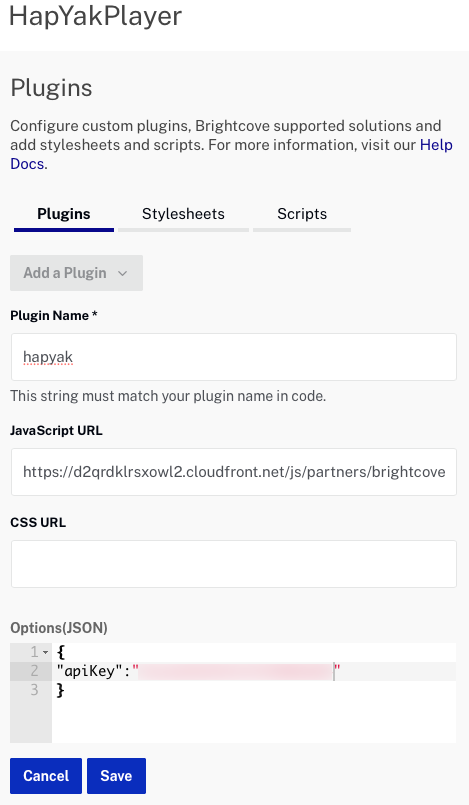 HapYakPlayer
Plugins
Configure custom plugins, Brightcove supported solutions and
add stylesheets and scripts. For more information, visit our Help
Docs.
Plugins Stylesheets Scripts
Add a Plugin
Plugin Name *
hapyak
This string must match your plugin name in code.
JavaScript URL
https://d2qrdklrsxowl2.cloudfront.net/js/partners/brightcove
CSS URL
Options(JSON)
1 {
2 "apiKey":" "
3 }
Cancel Save